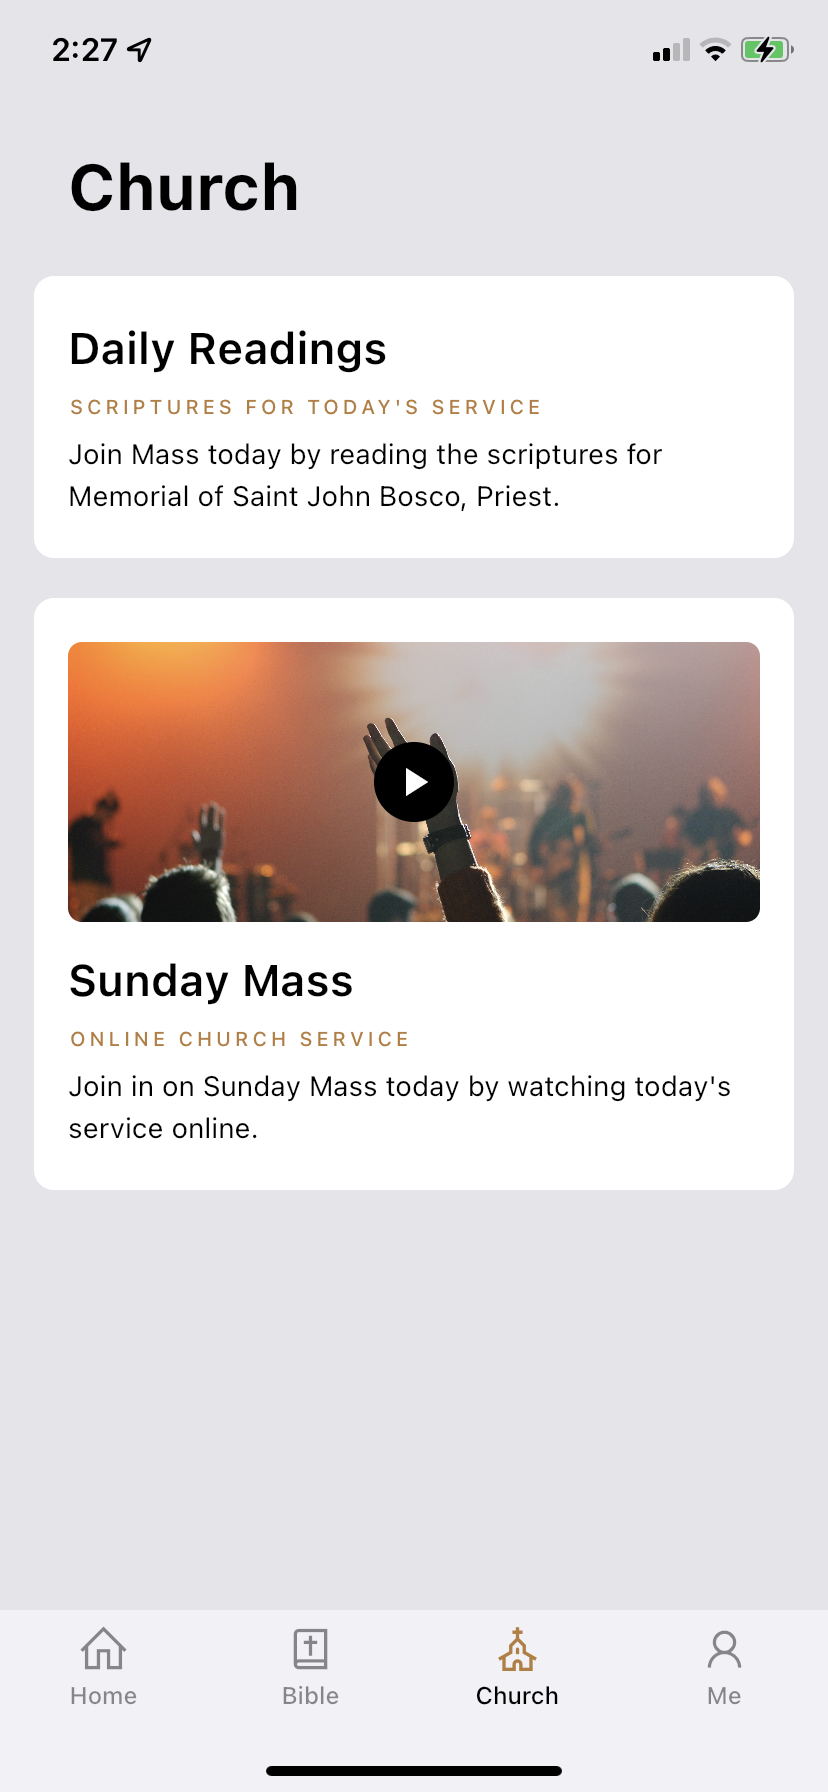 2:27
Church
Daily Readings
SCRIPTURES FOR TODAY'S SERVICE
Join Mass today by reading the scriptures for
Memorial of Saint John Bosco, Priest.
Sunday Mass
ONLINE CHURCH SERVICE
Join in on Sunday Mass today by watching today's
service online.
Home
Bible
Church
Me